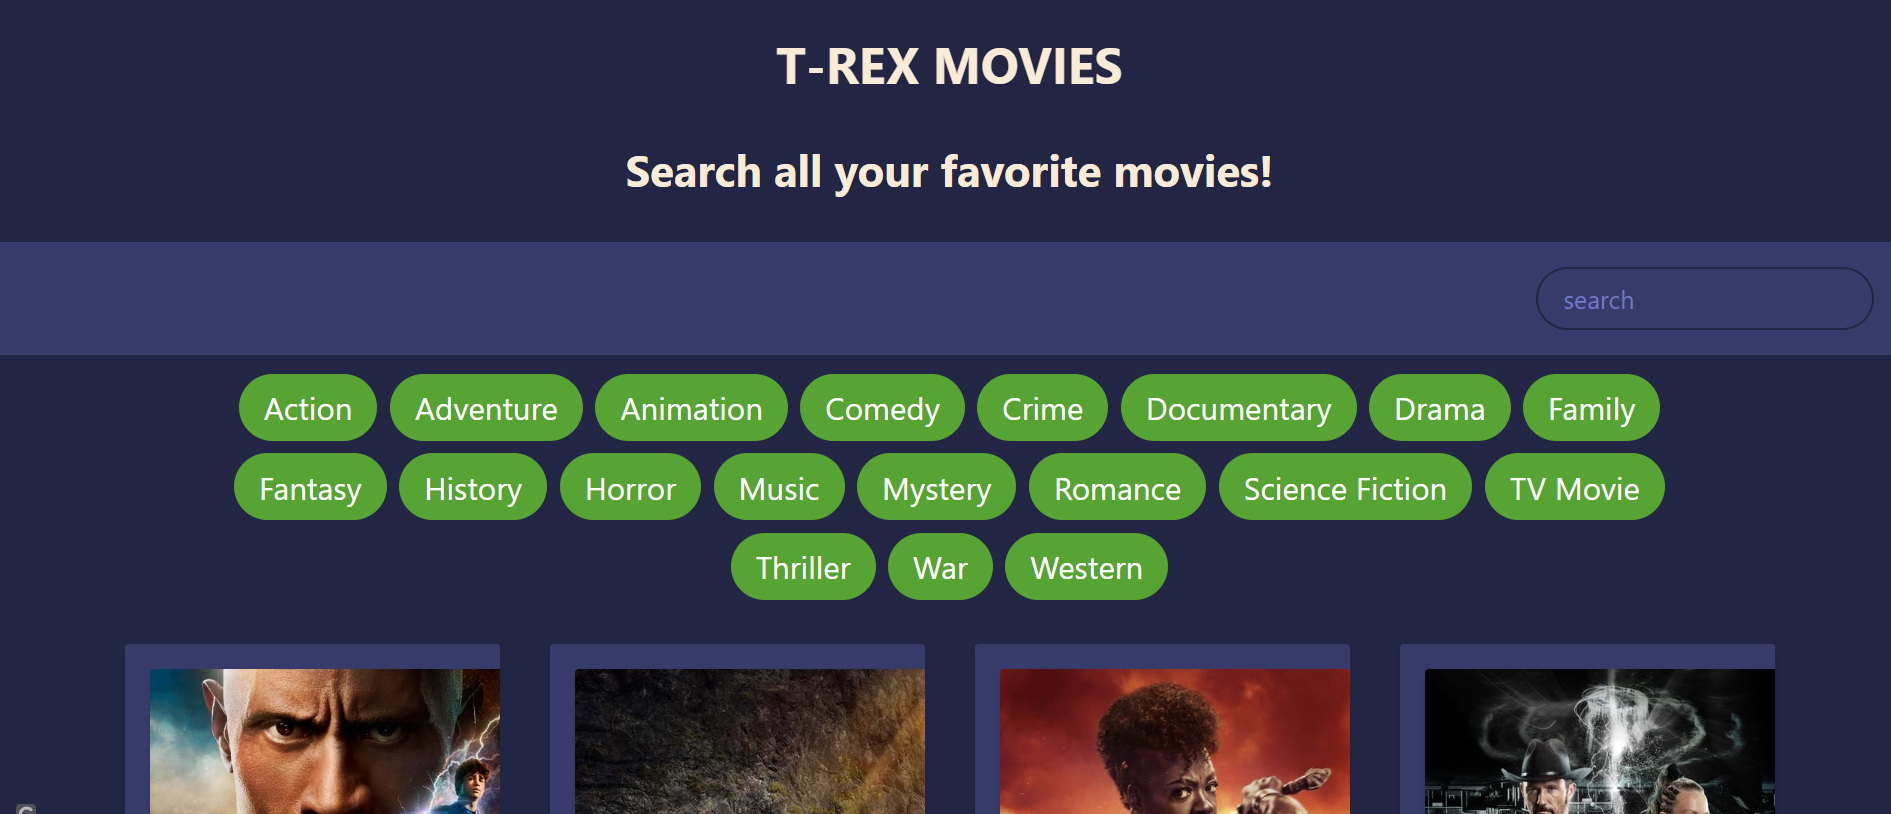 T-REX MOVIES
Search all your favorite movies!
search
Action Adventure Animation Comedy Crime Documentary Drama Family
Fantasy History Horror Music Mystery Romance Science Fiction TV Movie
Thriller War Western